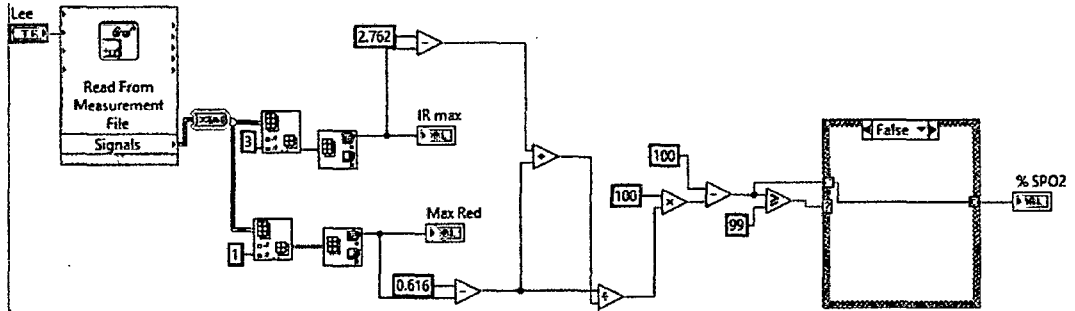 Lee
Read From
Measurement
File
Signals
3
1
2.762
IR max
Max Red
0.616
100
100
99
False
% SPO2